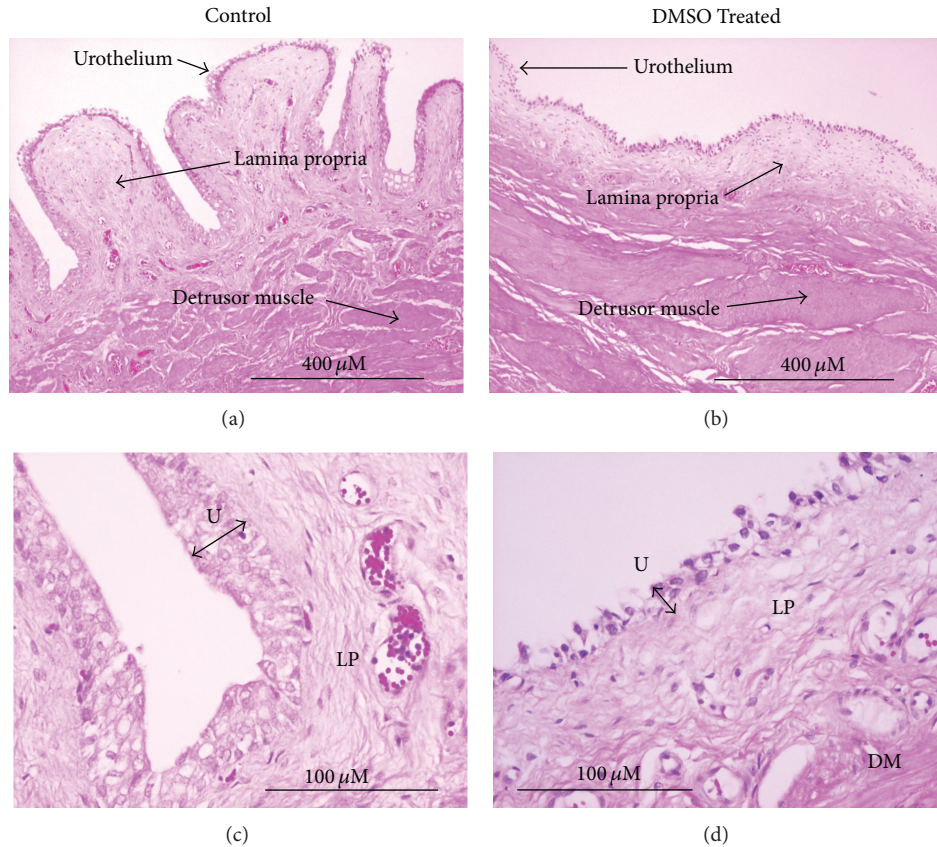 Control
DMSO Treated
Urothelium
Lamina propria
Detrusor muscle
400 μM
(a)
Urothelium
Lamina propria
Detrusor muscle
400 μM
(b)
U
LP
100 μM
(c)
U
LP
DM
100 μM
(d)